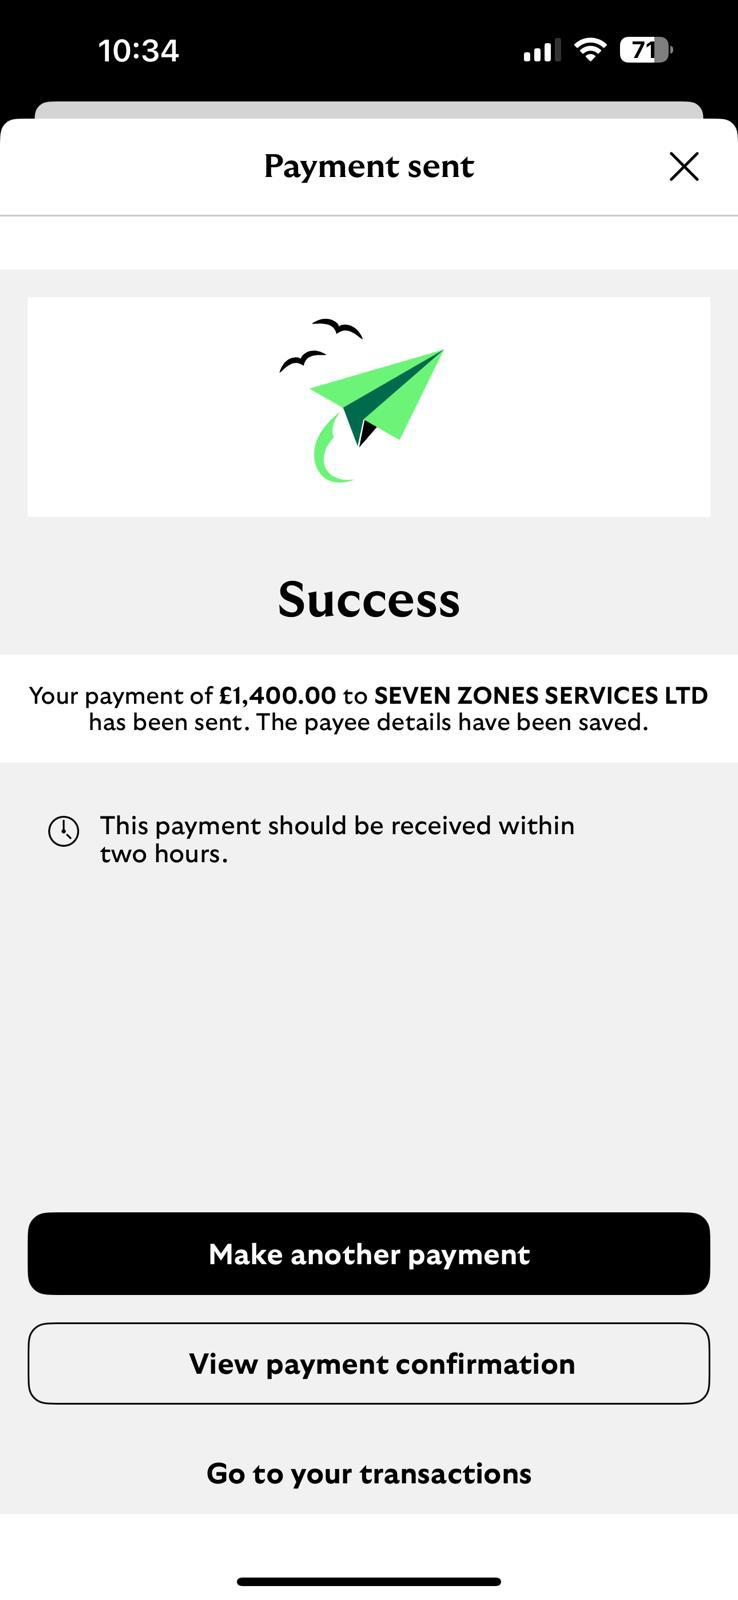 10:34
71
Payment sent
Success
Your payment of £1,400.00 to SEVEN ZONES SERVICES LTD
has been sent. The payee details have been saved.
This payment should be received within
two hours.
Make another payment
View payment confirmation
Go to your transactions